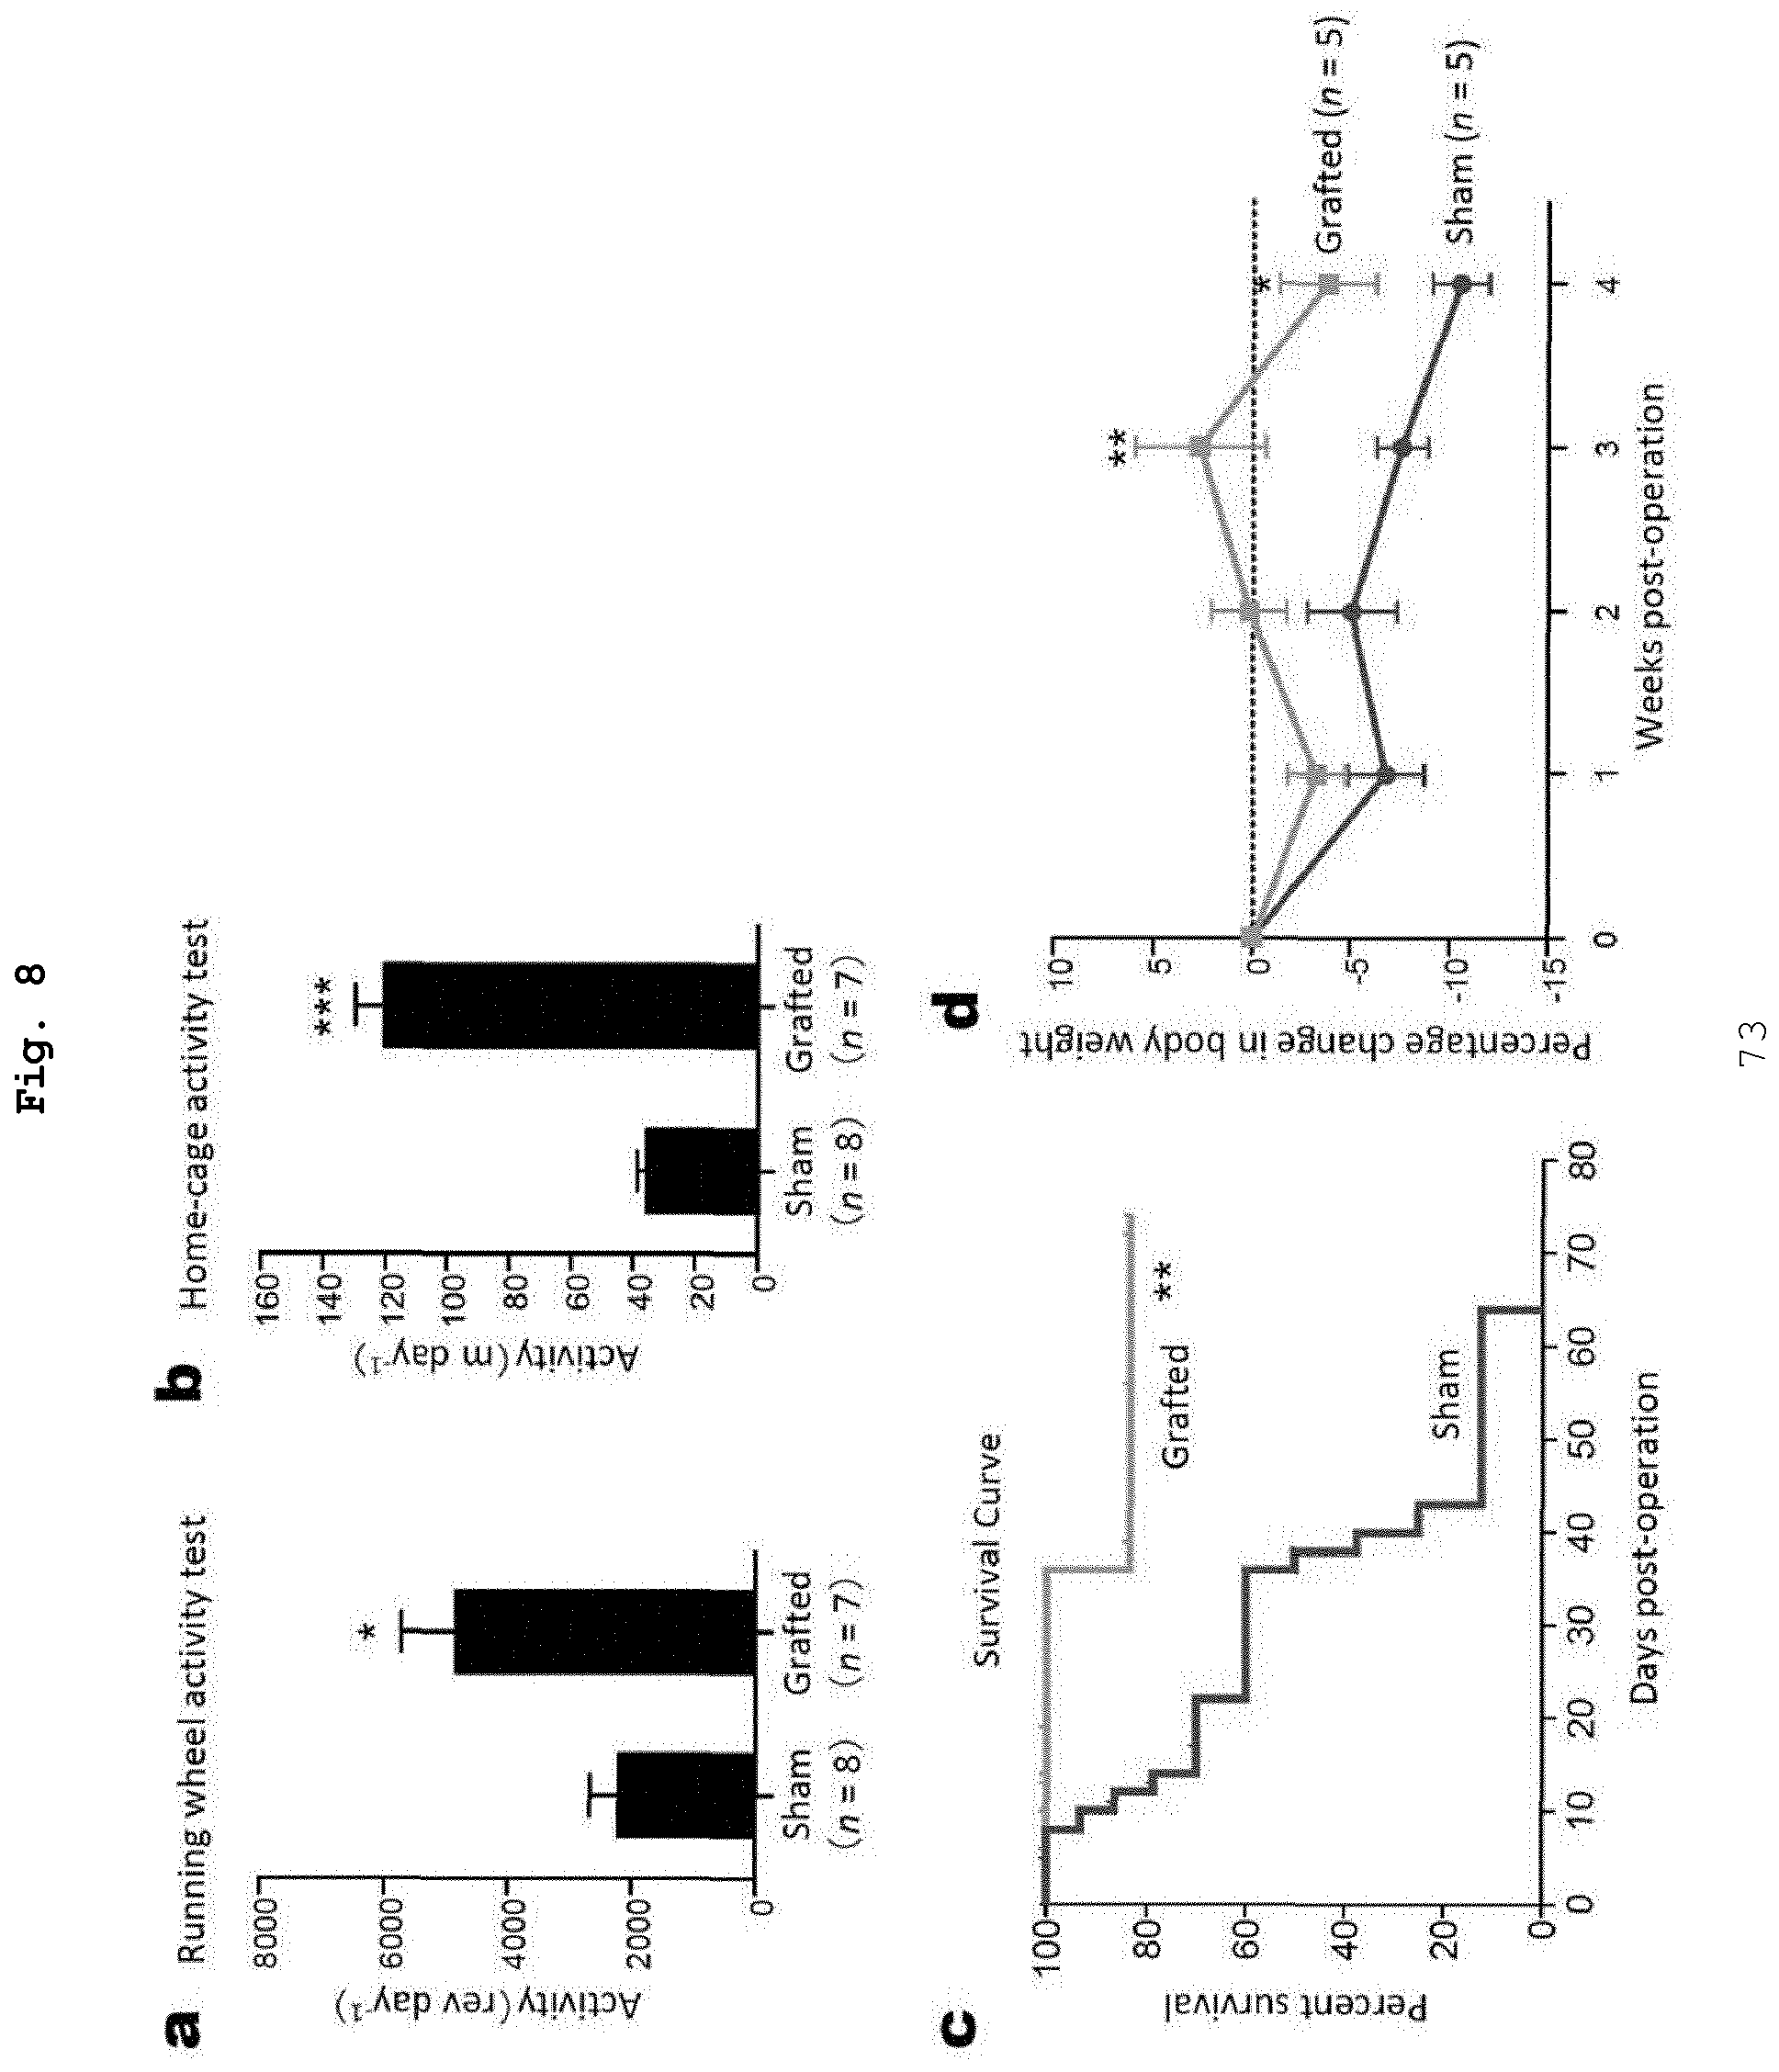 Fig. 8
a
Running wheel activity test
Activity (rev day-1)
8000
6000
4000
2000
0
Sham
(n = 8)
Grafted
(n = 7)
*
b
Home-cage activity test
Activity (m day-1)
160
140
120
100
80
60
40
20
0
Sham
(n = 8)
Grafted
(n = 7)
***
c
Survival Curve
Percent survival
100
80
60
40
20
0
0 10 20 30 40 50 60 70 80
Days post-operation
Grafted **
Sham
d
Percentage change in body weight
10
5
0
-5
-10
-15
0 1 2 3 4
Weeks post-operation
**
*
Grafted (n = 5)
Sham (n = 5)
73